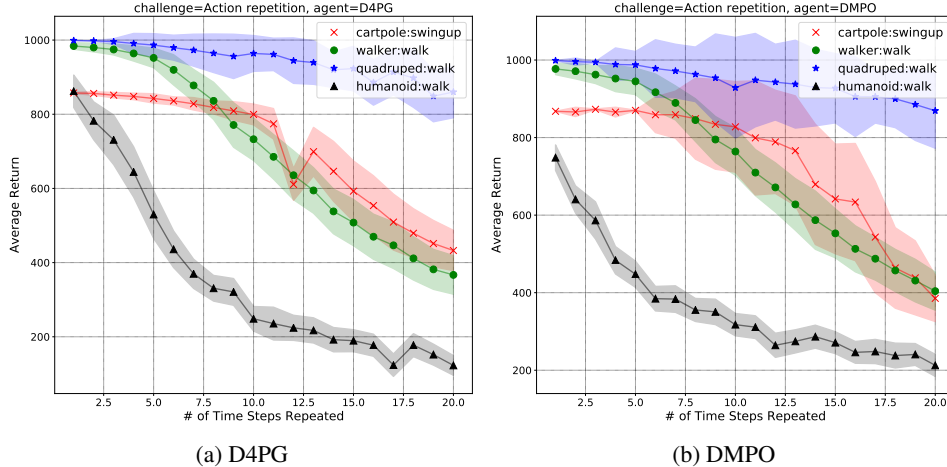 challenge=Action repetition, agent=D4PG
cartpole:swingup
walker:walk
quadruped:walk
humanoid:walk
1000
800
600
400
200
Average Return
2.5 5.0 7.5 10.0 12.5 15.0 17.5 20.0
# of Time Steps Repeated
(a) D4PG
challenge=Action repetition, agent=DMPO
cartpole:swingup
walker:walk
quadruped:walk
humanoid:walk
1000
800
600
400
200
Average Return
2.5 5.0 7.5 10.0 12.5 15.0 17.5 20.0
# of Time Steps Repeated
(b) DMPO